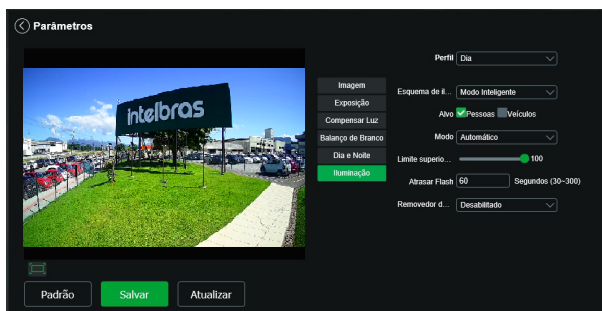 Parâmetros
intelbras
Imagem
Exposição
Compensar Luz
Balanço de Branco
Dia e Noite
Iluminação
Perfil Dia
Esquema de il... Modo Inteligente
Alvo Pessoas Veículos
Modo Automático
Limite superio... 100
Atrasar Flash 60 Segundos (30~300)
Removedor d... Desabilitado
Padrão Salvar Atualizar